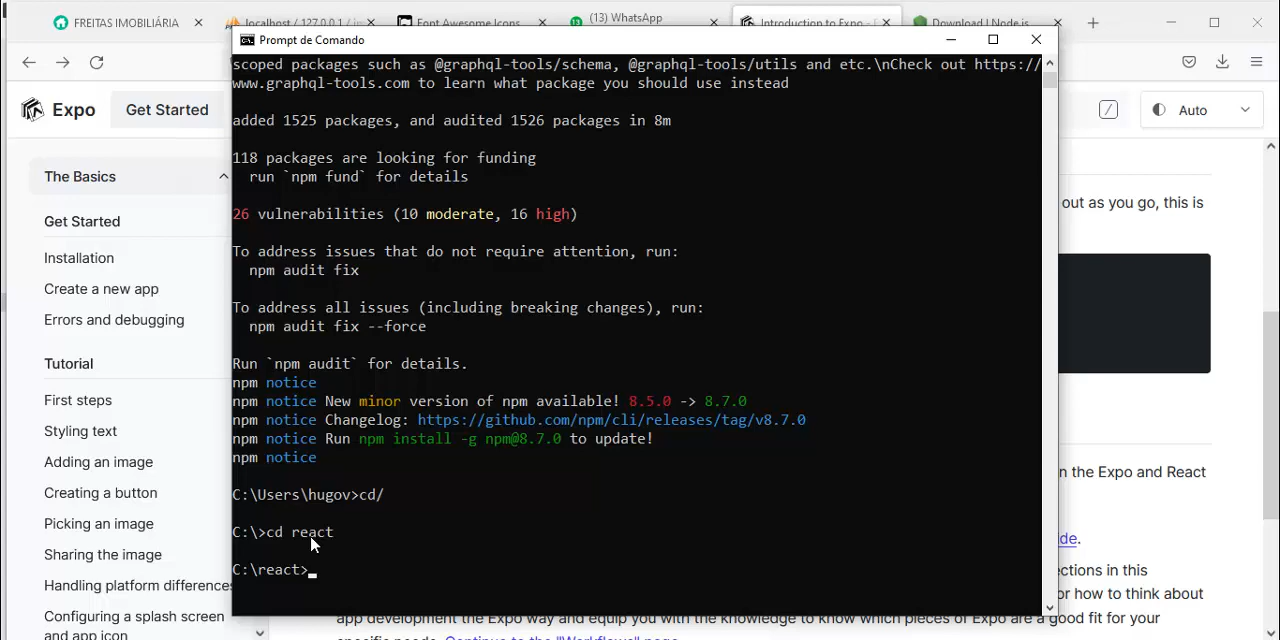 FREITAS IMOBILIÁRIA
localhost / 127.0.0.1 /
Font Awesome Icons
(13) WhatsApp
Introduction to Expo -
Download | Node.js
Prompt de Comando
Expo
Get Started
/
Auto
The Basics
Get Started
Installation
Create a new app
Errors and debugging
Tutorial
First steps
Styling text
Adding an image
Creating a button
Picking an image
Sharing the image
Handling platform differences
Configuring a splash screen
and app icon
scoped packages such as @graphql-tools/schema, @graphql-tools/utils and etc.\nCheck out https://
www.graphql-tools.com to learn what package you should use instead
added 1525 packages, and audited 1526 packages in 8m
118 packages are looking for funding
run `npm fund` for details
26 vulnerabilities (10 moderate, 16 high)
To address issues that do not require attention, run:
npm audit fix
To address all issues (including breaking changes), run:
npm audit fix --force
Run `npm audit` for details.
npm notice
npm notice New minor version of npm available! 8.5.0 -> 8.7.0
npm notice Changelog: https://github.com/npm/cli/releases/tag/v8.7.0
npm notice Run npm install -g npm@8.7.0 to update!
npm notice
C:\Users\hugov>cd/
C:\>cd react
C:\react>
out as you go, this is
n the Expo and React
de.
ections in this
or how to think about
app development the Expo way and equip you with the knowledge to know which pieces of Expo are a good fit for your
specific needs. Continue to the "Workflows" page